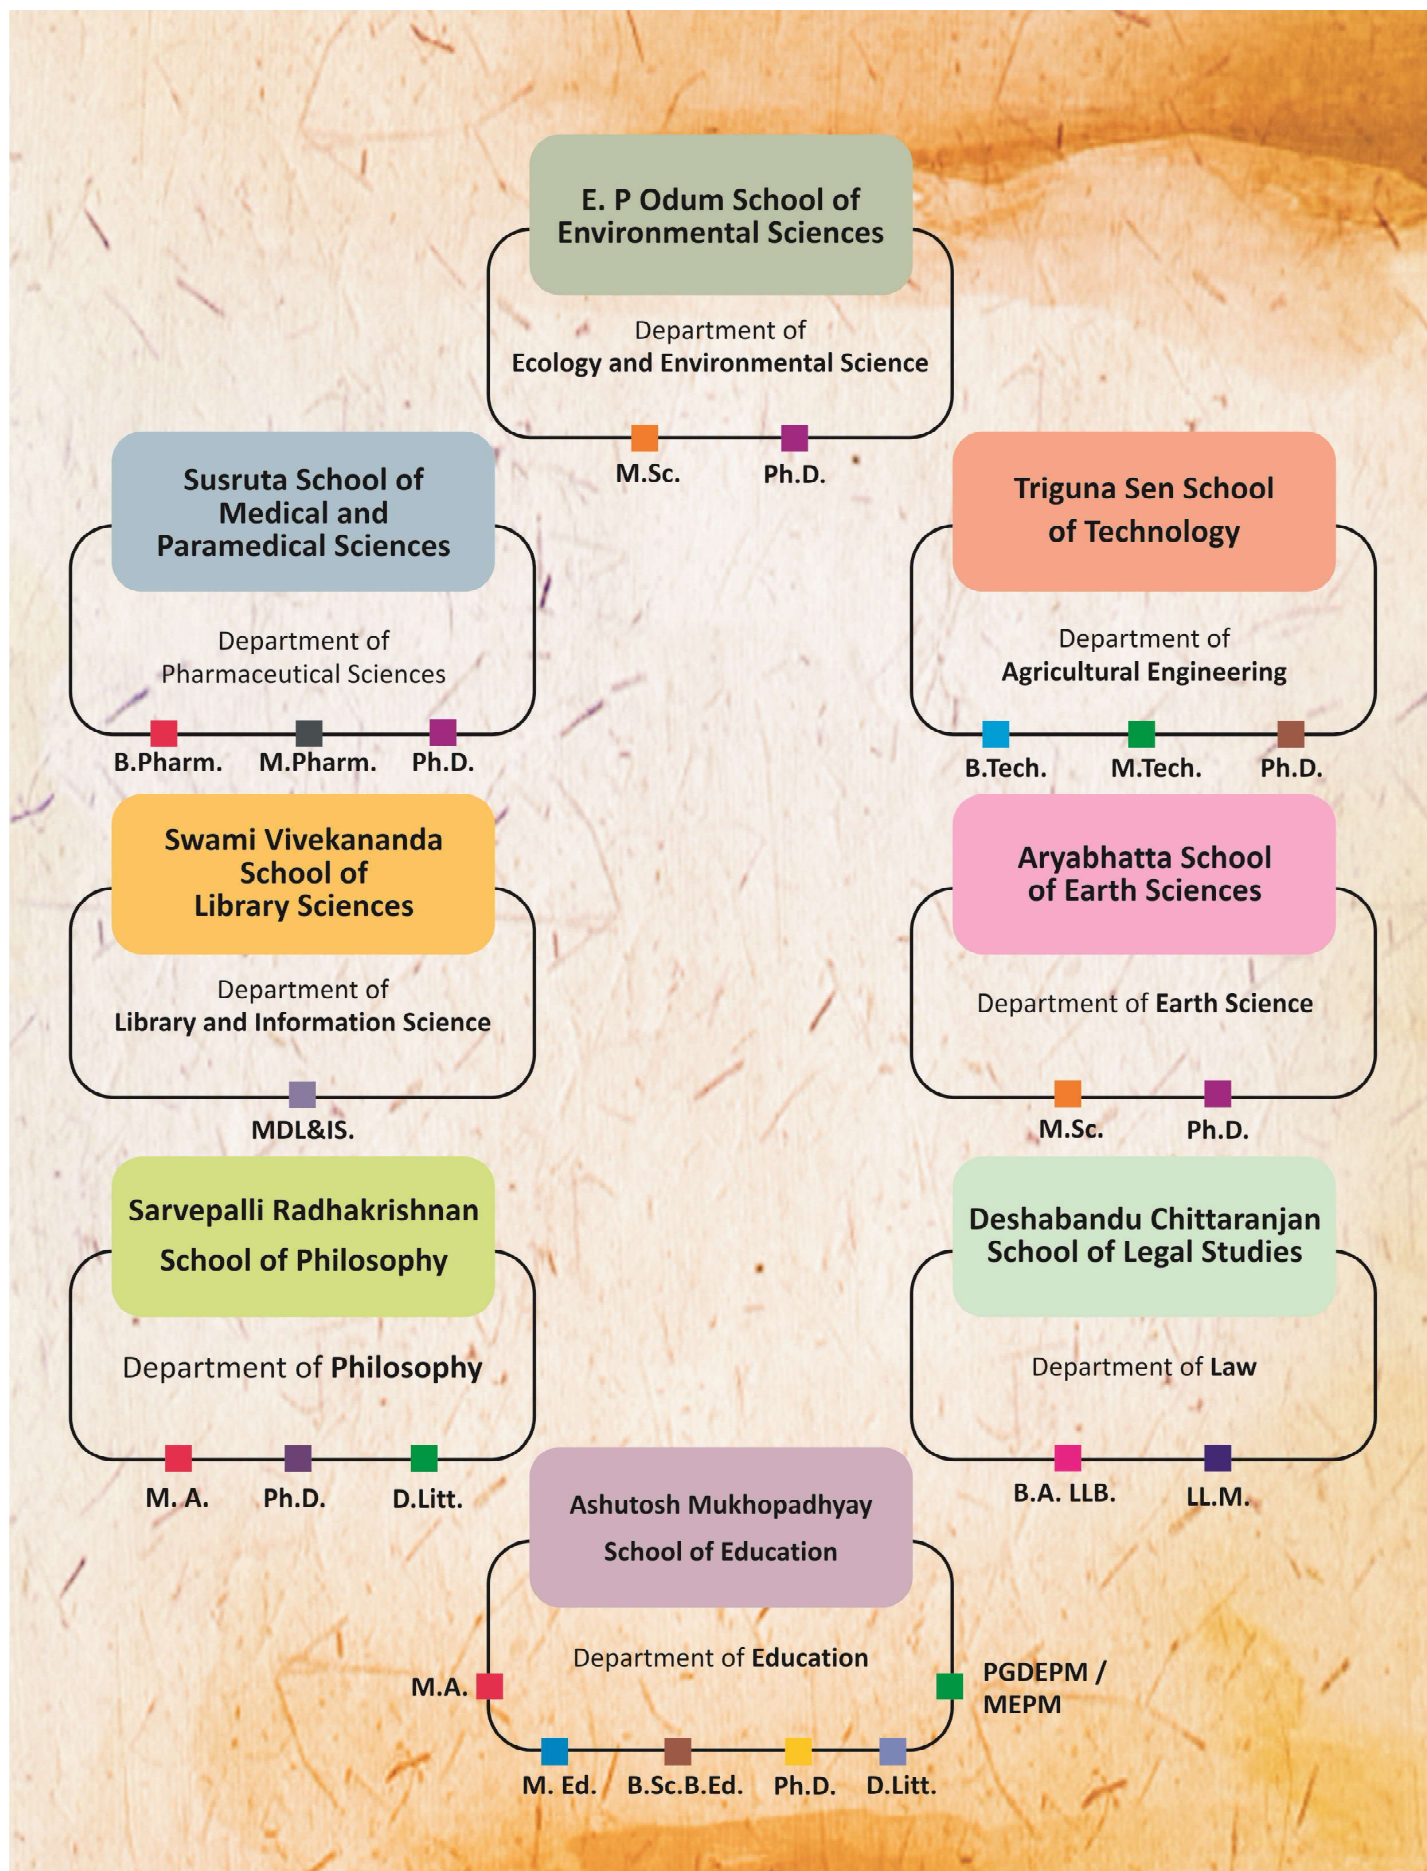 E. P Odum School of
Environmental Sciences
Department of
Ecology and Environmental Science
M.Sc.
Ph.D.
Susruta School of
Medical and
Paramedical Sciences
Department of
Pharmaceutical Sciences
B.Pharm.
M.Pharm.
Ph.D.
Triguna Sen School
of Technology
Department of
Agricultural Engineering
B.Tech.
M.Tech.
Ph.D.
Swami Vivekananda
School of
Library Sciences
Department of
Library and Information Science
MDL&IS.
Aryabhatta School
of Earth Sciences
Department of Earth Science
M.Sc.
Ph.D.
Sarvepalli Radhakrishnan
School of Philosophy
Department of Philosophy
M. A.
Ph.D.
D.Litt.
Deshabandu Chittaranjan
School of Legal Studies
Department of Law
B.A. LLB.
LL.M.
Ashutosh Mukhopadhyay
School of Education
Department of Education
M.A.
PGDEPM /
MEPM
M. Ed.
B.Sc.B.Ed.
Ph.D.
D.Litt.